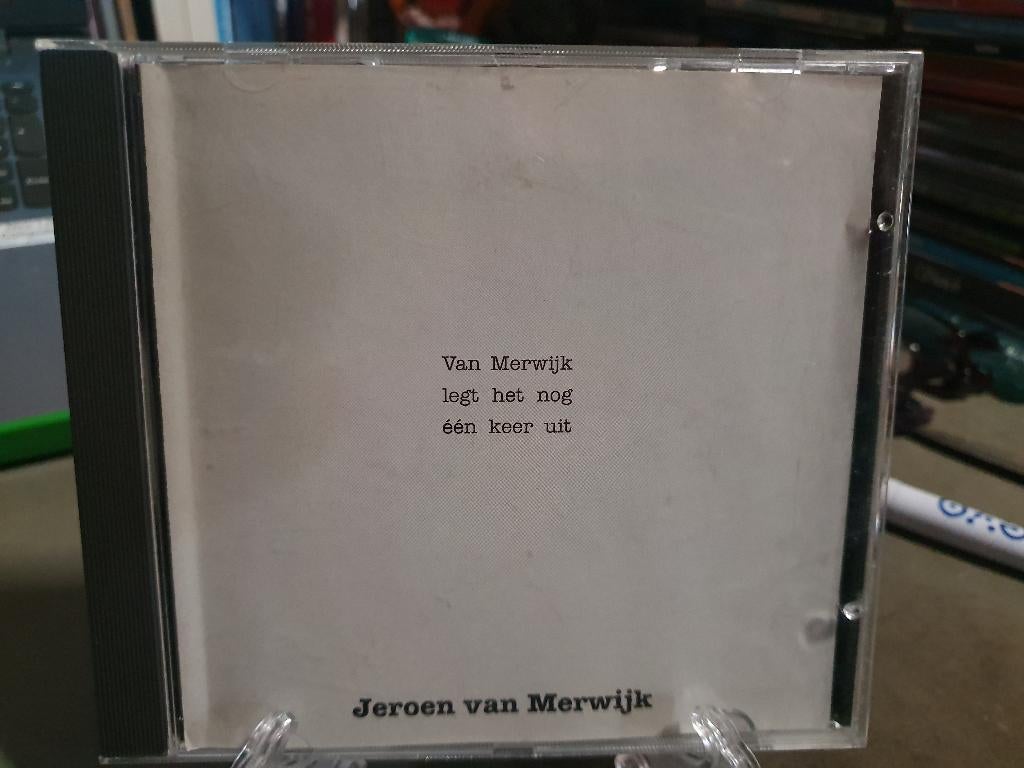 Van Merwijk
legt het nog
één keer uit
Jeroen van Merwijk